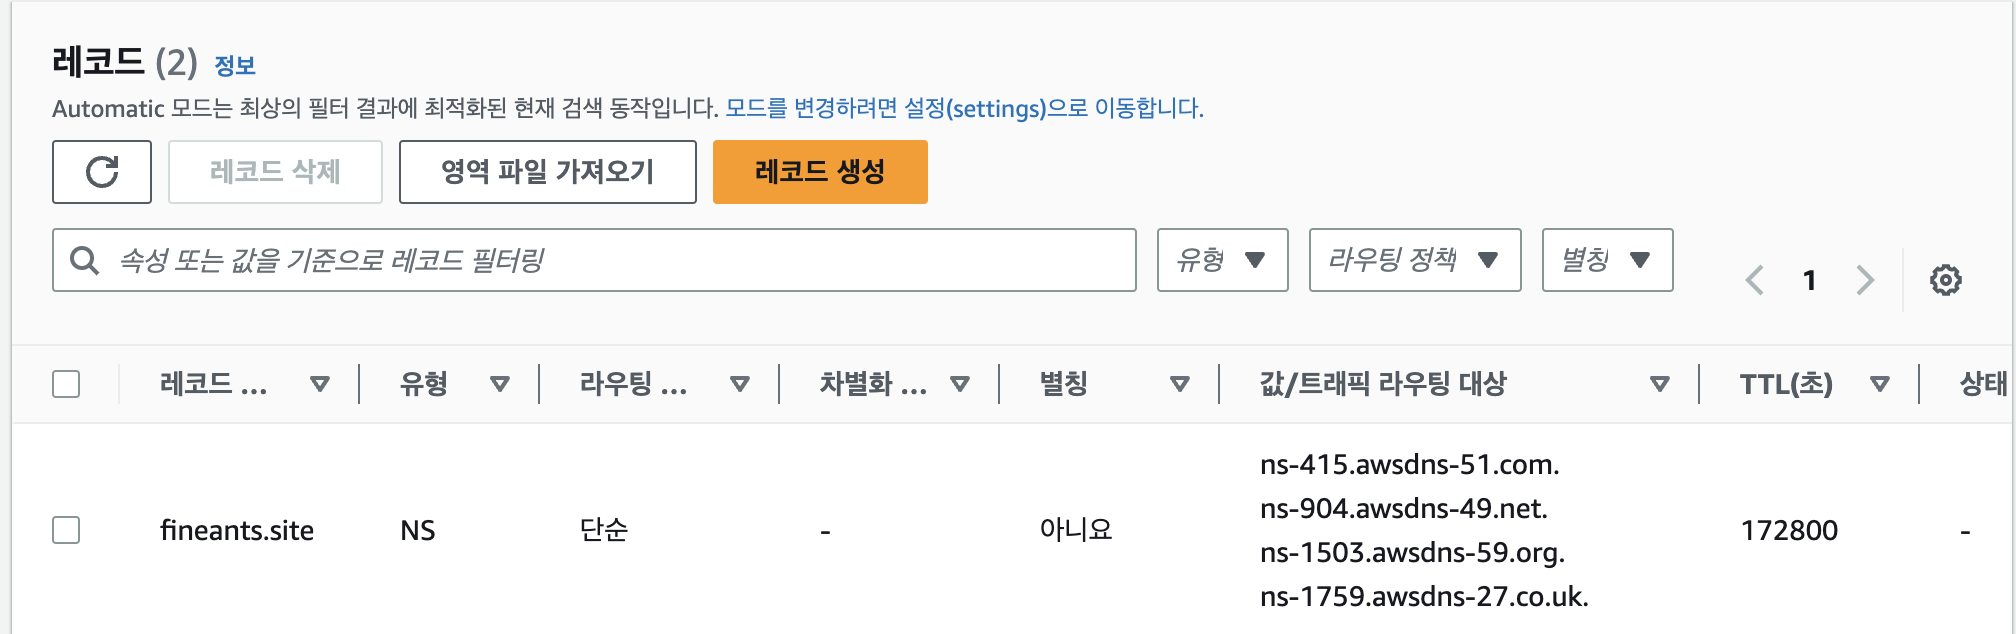 레코드 (2) 정보
Automatic 모드는 최상의 필터 결과에 최적화된 현재 검색 동작입니다. 모드를 변경하려면 설정(settings)으로 이동합니다.
레코드 삭제 영역 파일 가져오기 레코드 생성
속성 또는 값을 기준으로 레코드 필터링 유형 라우팅 정책 별칭 1
레코드 ... 유형 라우팅 ... 차별화 ... 별칭 값/트래픽 라우팅 대상 TTL(초) 상태
fineants.site NS 단순 - 아니요 ns-415.awsdns-51.com. 172800 -
ns-904.awsdns-49.net.
ns-1503.awsdns-59.org.
ns-1759.awsdns-27.co.uk.